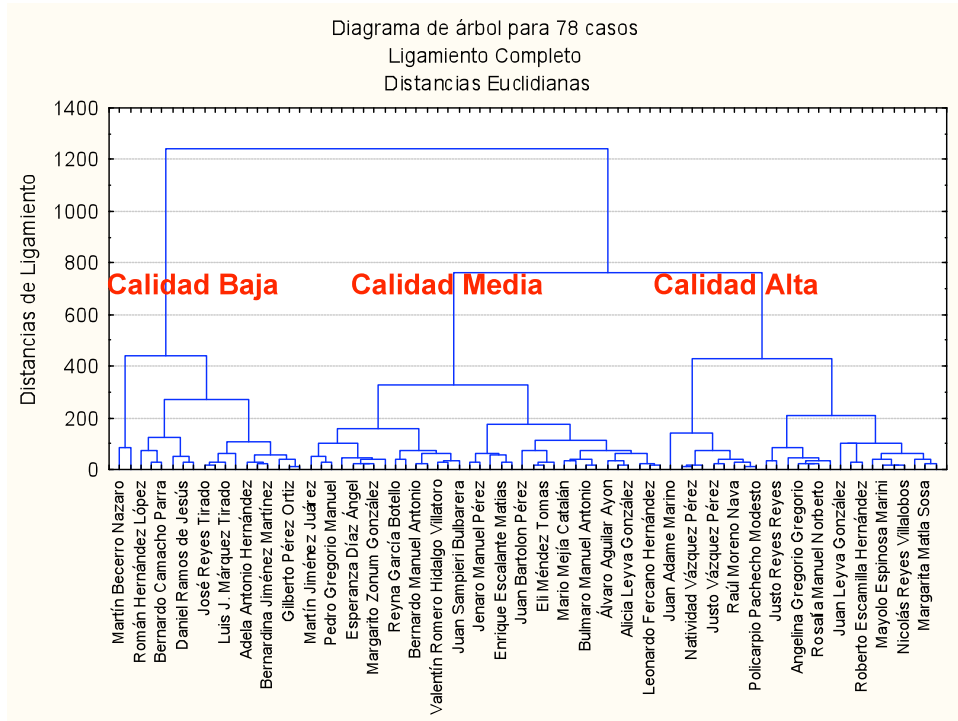 Diagrama de árbol para 78 casos
Ligamiento Completo
Distancias Euclidianas
Distancias de Ligamiento
1400
1200
1000
800
600
400
200
0
Calidad Baja
Calidad Media
Calidad Alta
Martín Becerro Nazaro
Román Hernández López
Bernardo Camacho Parra
Daniel Ramos de Jesús
José Reyes Tirado
Luis J. Márquez Tirado
Adela Antonio Hernández
Bernardina Jiménez Martínez
Gilberto Pérez Ortiz
Martín Jiménez Juárez
Pedro Gregorio Manuel
Esperanza Díaz Ángel
Margarito Zonum González
Reyna García Botello
Bernardo Manuel Antonio
Valentín Romero Hidalgo Villatoro
Juan Sampieri Bulbarera
Jenaro Manuel Pérez
Enrique Escalante Matías
Juan Bartolon Pérez
Eli Méndez Tomas
Mario Mejía Catalán
Bulmaro Manuel Antonio
Álvaro Aguilar Ayon
Alicia Leyva González
Leonardo Fercano Hernández
Juan Adame Marino
Natividad Vázquez Pérez
Justo Vázquez Pérez
Raúl Moreno Nava
Policarpio Pachecho Modesto
Justo Reyes Reyes
Angelina Gregorio Gregorio
Rosalía Manuel Norberto
Juan Leyva González
Roberto Escamilla Hernández
Mayolo Espinosa Marini
Nicolás Reyes Villalobos
Margarita Matla Sosa